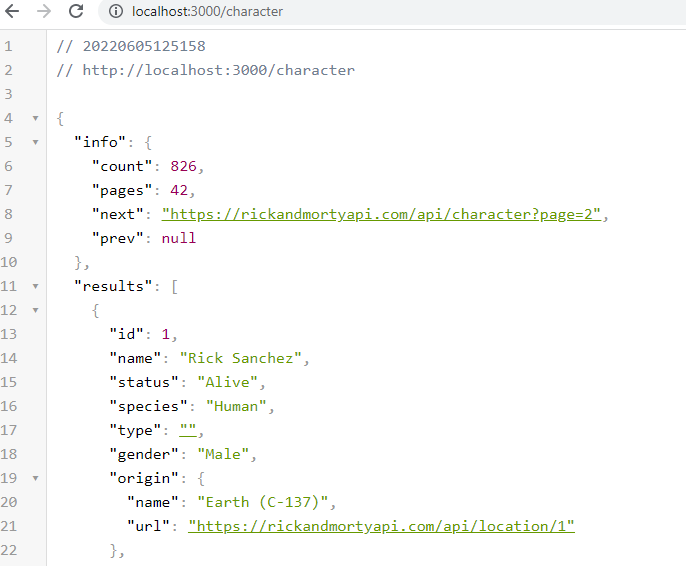 localhost:3000/character
1 // 20220605125158
2 // http://localhost:3000/character
3
4 {
5 "info": {
6 "count": 826,
7 "pages": 42,
8 "next": "https://rickandmortyapi.com/api/character?page=2",
9 "prev": null
10 },
11 "results": [
12 {
13 "id": 1,
14 "name": "Rick Sanchez",
15 "status": "Alive",
16 "species": "Human",
17 "type": "",
18 "gender": "Male",
19 "origin": {
20 "name": "Earth (C-137)",
21 "url": "https://rickandmortyapi.com/api/location/1"
22 },